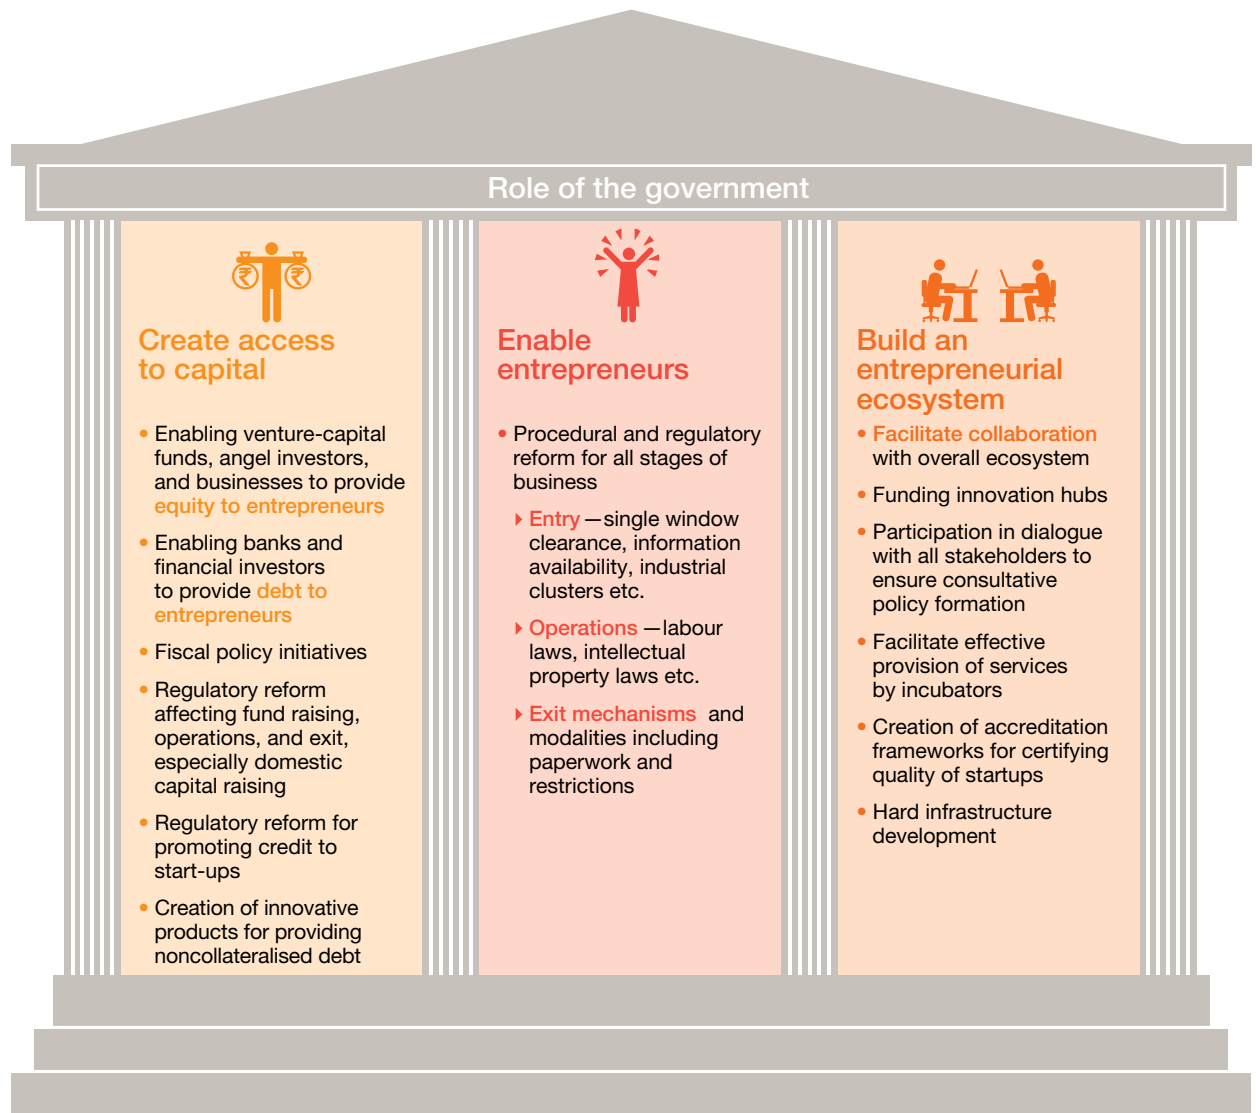 Role of the government
Create access
to capital
• Enabling venture-capital
funds, angel investors,
and businesses to provide
equity to entrepreneurs
• Enabling banks and
financial investors
to provide debt to
entrepreneurs
• Fiscal policy initiatives
• Regulatory reform
affecting fund raising,
operations, and exit,
especially domestic
capital raising
• Regulatory reform for
promoting credit to
start-ups
• Creation of innovative
products for providing
noncollateralised debt
Enable
entrepreneurs
• Procedural and regulatory
reform for all stages of
business
Entry—single window
clearance, information
availability, industrial
clusters etc.
Operations —labour
laws, intellectual
property laws etc.
Exit mechanisms and
modalities including
paperwork and
restrictions
Build an
entrepreneurial
ecosystem
• Facilitate collaboration
with overall ecosystem
• Funding innovation hubs
• Participation in dialogue
with all stakeholders to
ensure consultative
policy formation
• Facilitate effective
provision of services
by incubators
• Creation of accreditation
frameworks for certifying
quality of startups
• Hard infrastructure
development